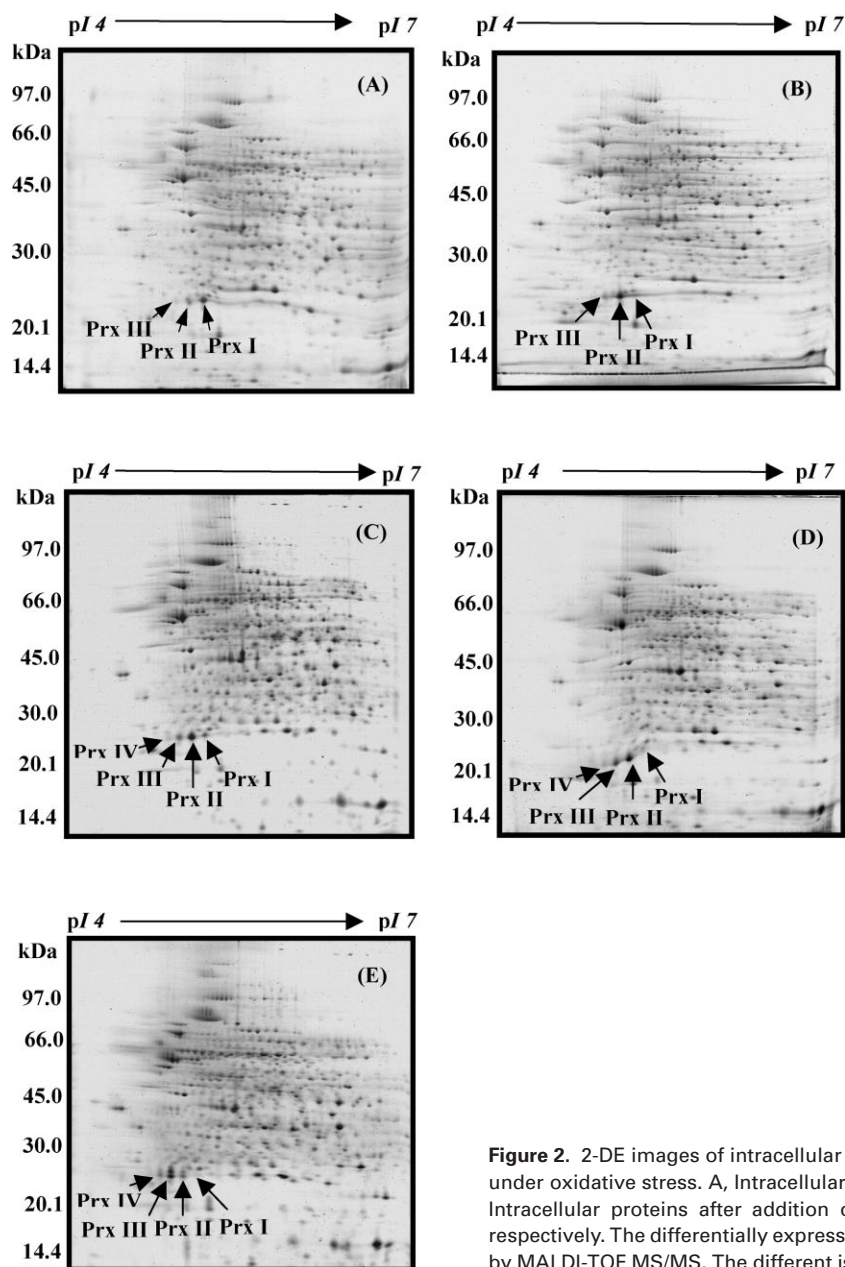 pI 4 pI 7
kDa
(A)
97.0
66.0
45.0
30.0
Prx III
20.1
Prx II Prx I
14.4
pI 4 pI 7
kDa
(B)
97.0
66.0
45.0
30.0
20.1
Prx III Prx I
Prx II
14.4
pI 4 pI 7
kDa
(C)
97.0
66.0
45.0
30.0
Prx IV
20.1
Prx III Prx I
Prx II
14.4
pI 4 pI 7
kDa
(D)
97.0
66.0
45.0
30.0
20.1
Prx IV
Prx I
Prx III Prx II
14.4
pI 4 pI 7
kDa
(E)
97.0
66.0
45.0
30.0
Prx IV
20.1
Prx III Prx II Prx I
14.4
Figure 2. 2-DE images of intracellular
under oxidative stress. A, Intracellular
Intracellular proteins after addition
respectively. The differentially express
by MALDI-TOF MS/MS. The different